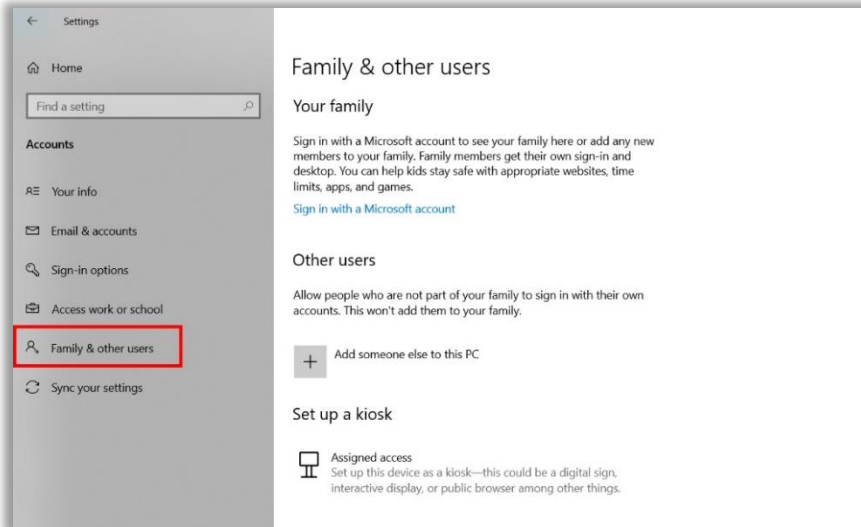 Settings
Home
Find a setting
Accounts
Your info
Email & accounts
Sign-in options
Access work or school
Family & other users
Sync your settings
Family & other users
Your family
Sign in with a Microsoft account to see your family here or add any new
members to your family. Family members get their own sign-in and
desktop. You can help kids stay safe with appropriate websites, time
limits, apps, and games.
Sign in with a Microsoft account
Other users
Allow people who are not part of your family to sign in with their own
accounts. This won't add them to your family.
Add someone else to this PC
Set up a kiosk
Assigned access
Set up this device as a kiosk—this could be a digital sign,
interactive display, or public browser among other things.